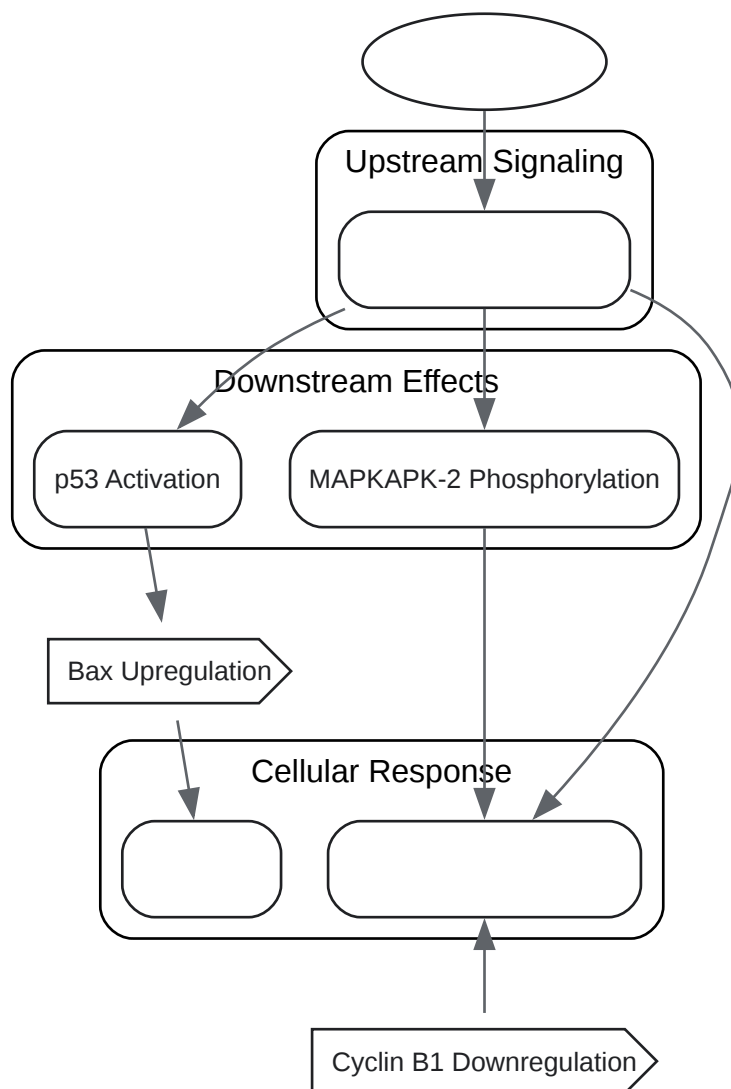 Upstream Signaling
Downstream Effects
p53 Activation
MAPKAPK-2 Phosphorylation
Bax Upregulation
Cellular Response
Cyclin B1 Downregulation